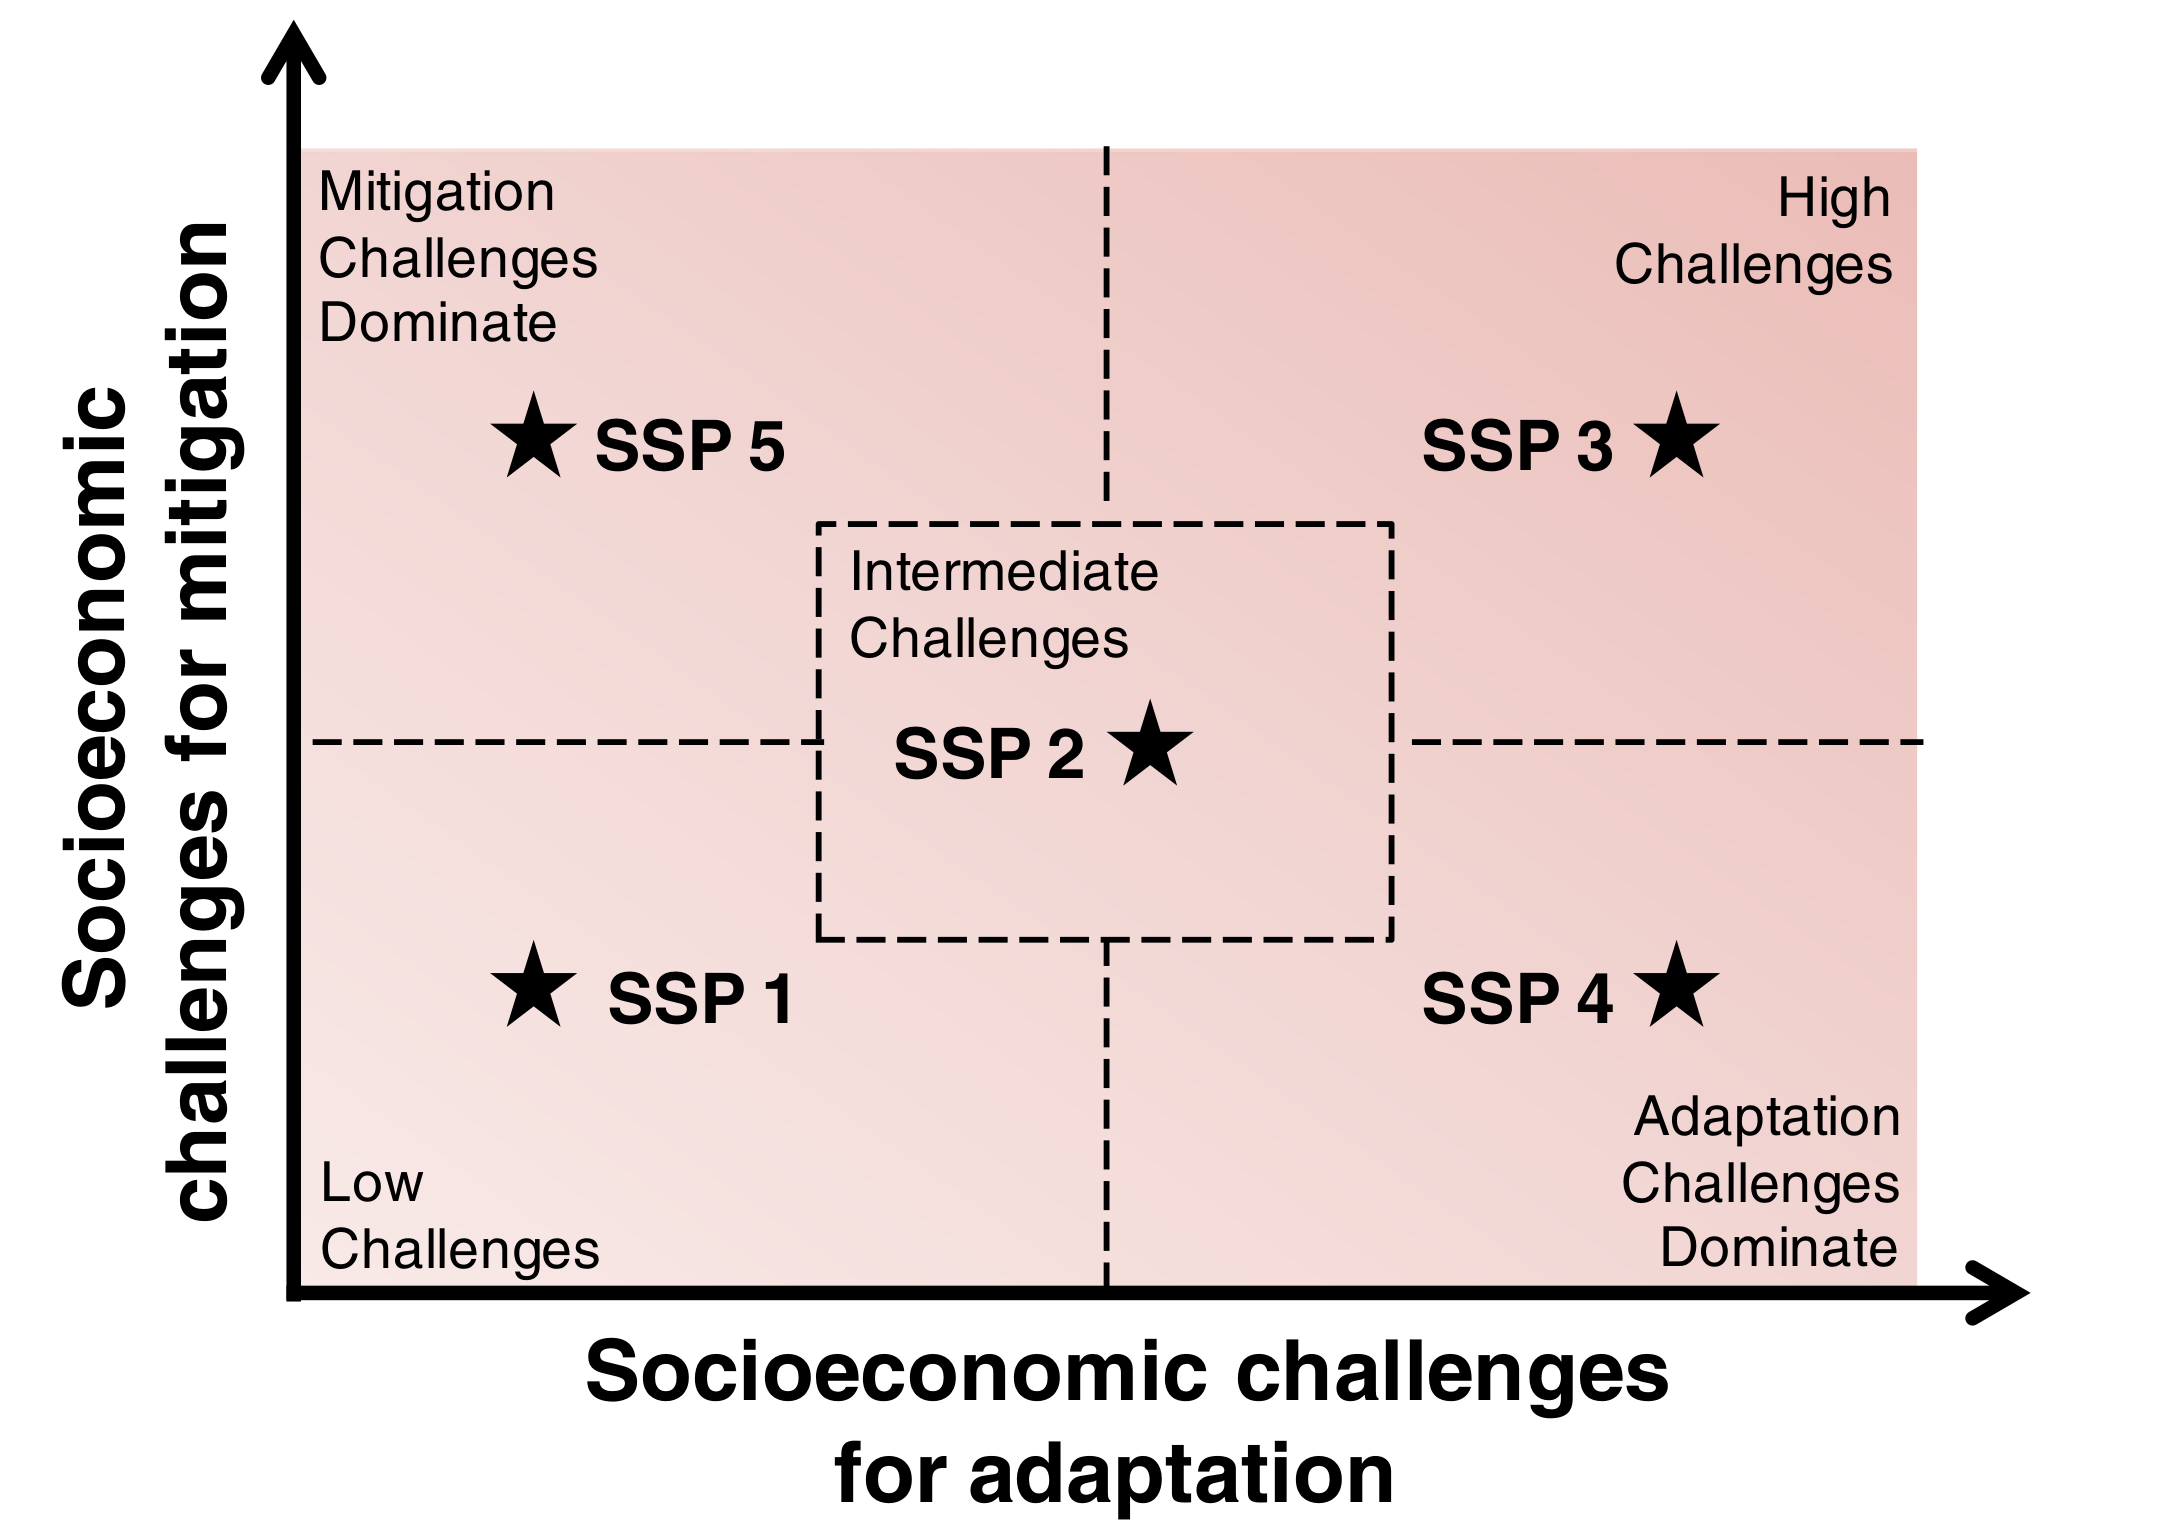 Socioeconomic
challenges for mitigation
Mitigation
Challenges
Dominate
High
Challenges
SSP 5
SSP 3
Intermediate
Challenges
SSP 2
SSP 1
SSP 4
Low
Challenges
Adaptation
Challenges
Dominate
Socioeconomic challenges
for adaptation